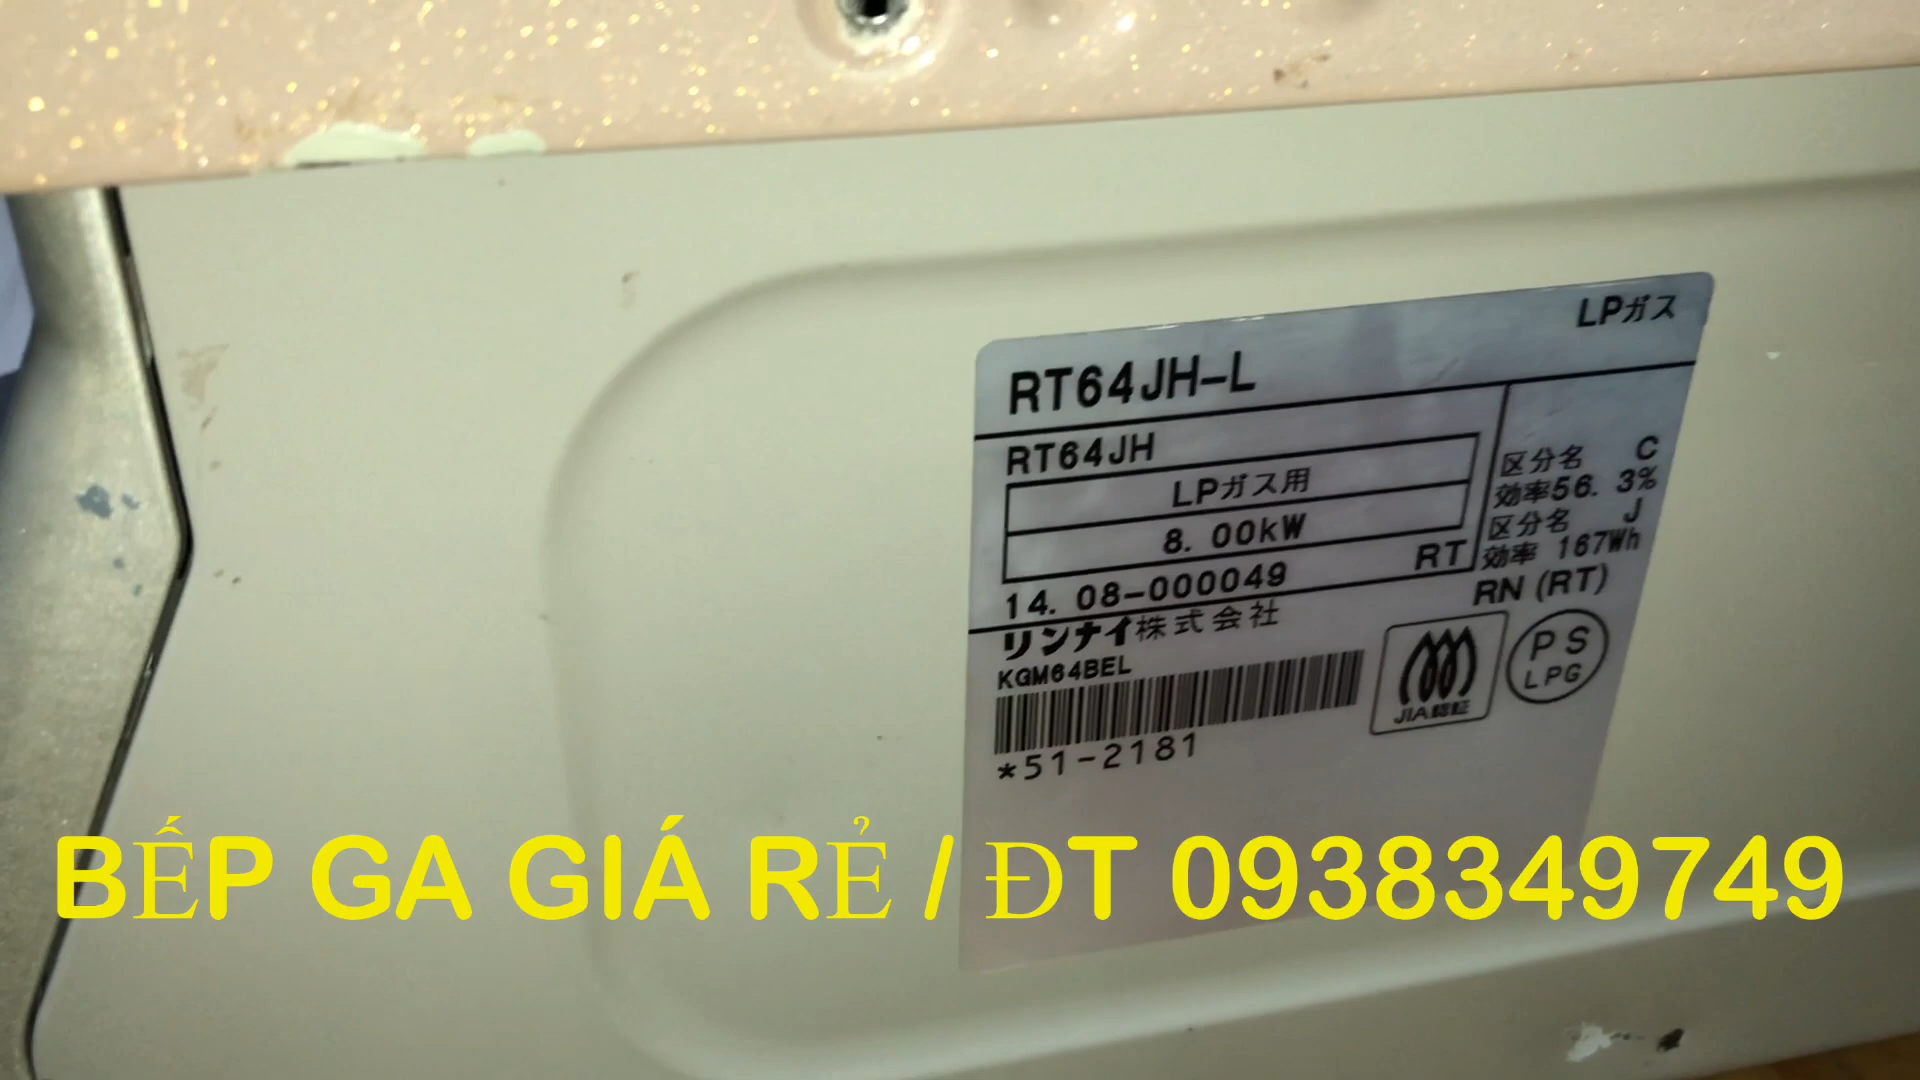 LPガス
RT64JH-L
RT64JH
LPガス用
8.00kW
14.08-000049 RT
区分名 C
効率56.3%
区分名 J
効率 167Wh
RN (RT)
リンナイ株式会社
KGM64BEL
*51-2181
JIA認証
PS
LPG
BẾP GA GIÁ RẺ / ĐT 0938349749